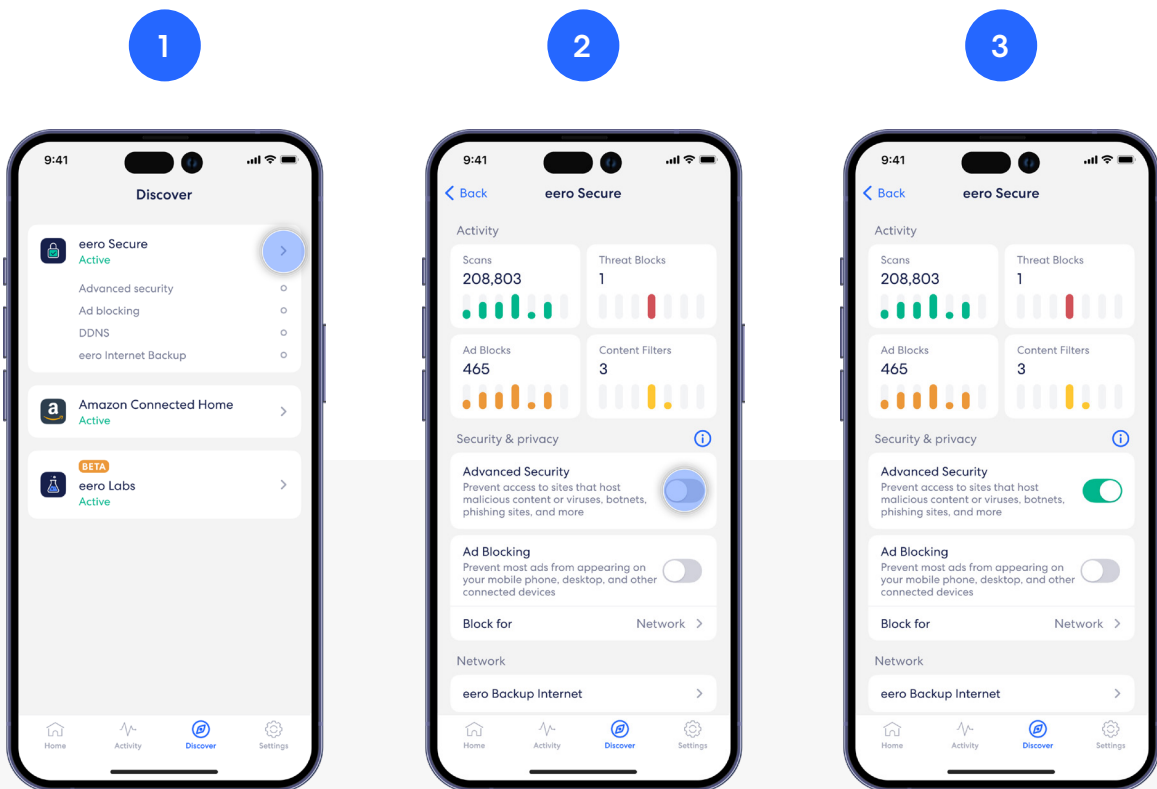 1
2
3
9:41
Discover
eero Secure
Active
Advanced security
Ad blocking
DDNS
eero Internet Backup
a
Amazon Connected Home
Active
BETA
eero Labs
Active
Home
Activity
Discover
Settings
9:41
Back
eero Secure
Activity
Scans
208,803
Threat Blocks
1
Ad Blocks
465
Content Filters
3
Security & privacy
Advanced Security
Prevent access to sites that host
malicious content or viruses, botnets,
phishing sites, and more
Ad Blocking
Prevent most ads from appearing on
your mobile phone, desktop, and other
connected devices
Block for
Network
Network
eero Backup Internet
Home
Activity
Discover
Settings
9:41
Back
eero Secure
Activity
Scans
208,803
Threat Blocks
1
Ad Blocks
465
Content Filters
3
Security & privacy
Advanced Security
Prevent access to sites that host
malicious content or viruses, botnets,
phishing sites, and more
Ad Blocking
Prevent most ads from appearing on
your mobile phone, desktop, and other
connected devices
Block for
Network
Network
eero Backup Internet
Home
Activity
Discover
Settings